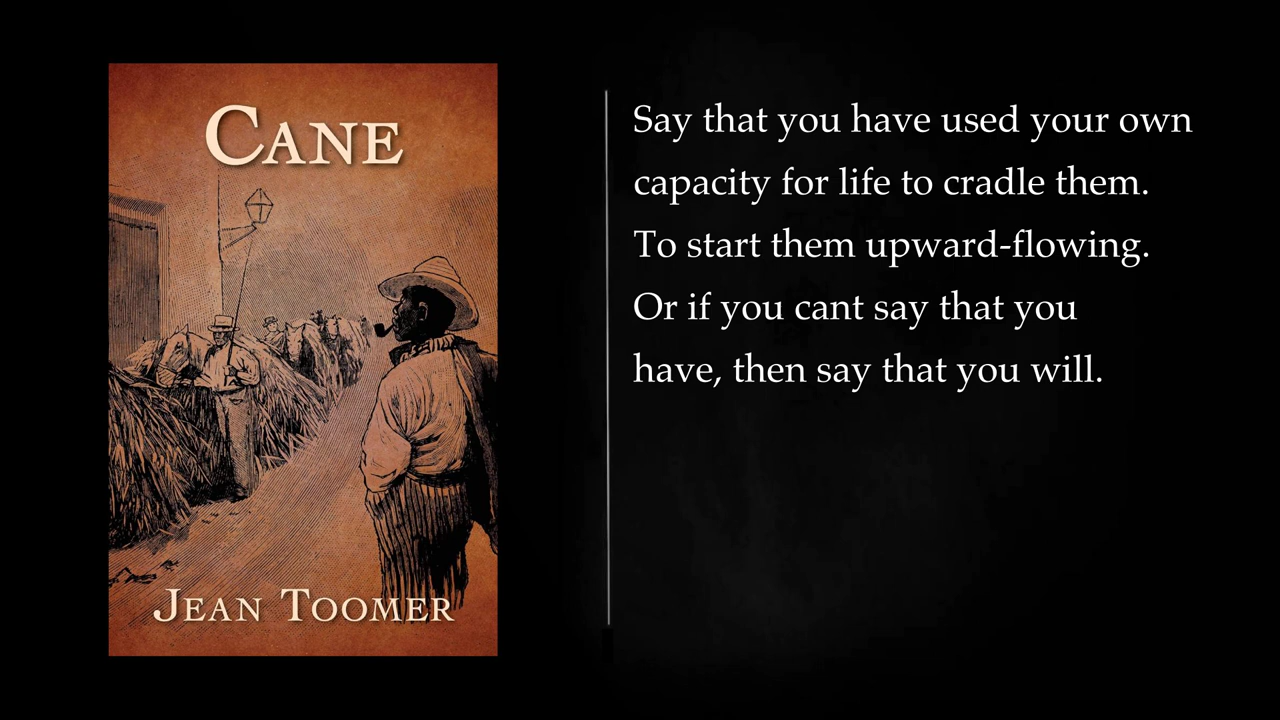 CANE
JEAN TOOMER
Say that you have used your own
capacity for life to cradle them.
To start them upward-flowing.
Or if you cant say that you
have, then say that you will.